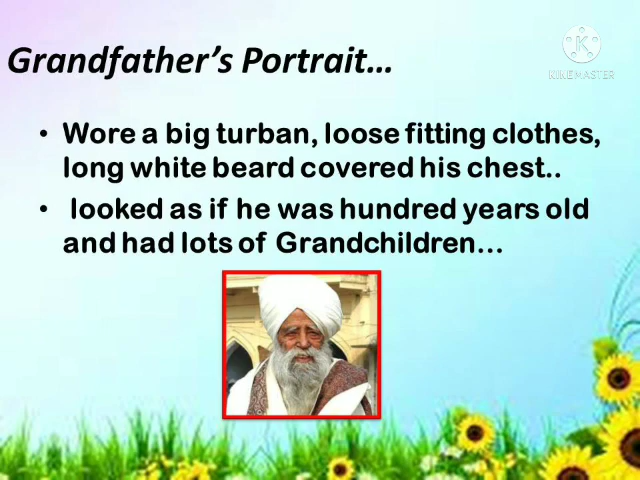 Grandfather's Portrait...
K
KINEMASTER
• Wore a big turban, loose fitting clothes,
long white beard covered his chest..
• looked as if he was hundred years old
and had lots of Grandchildren...